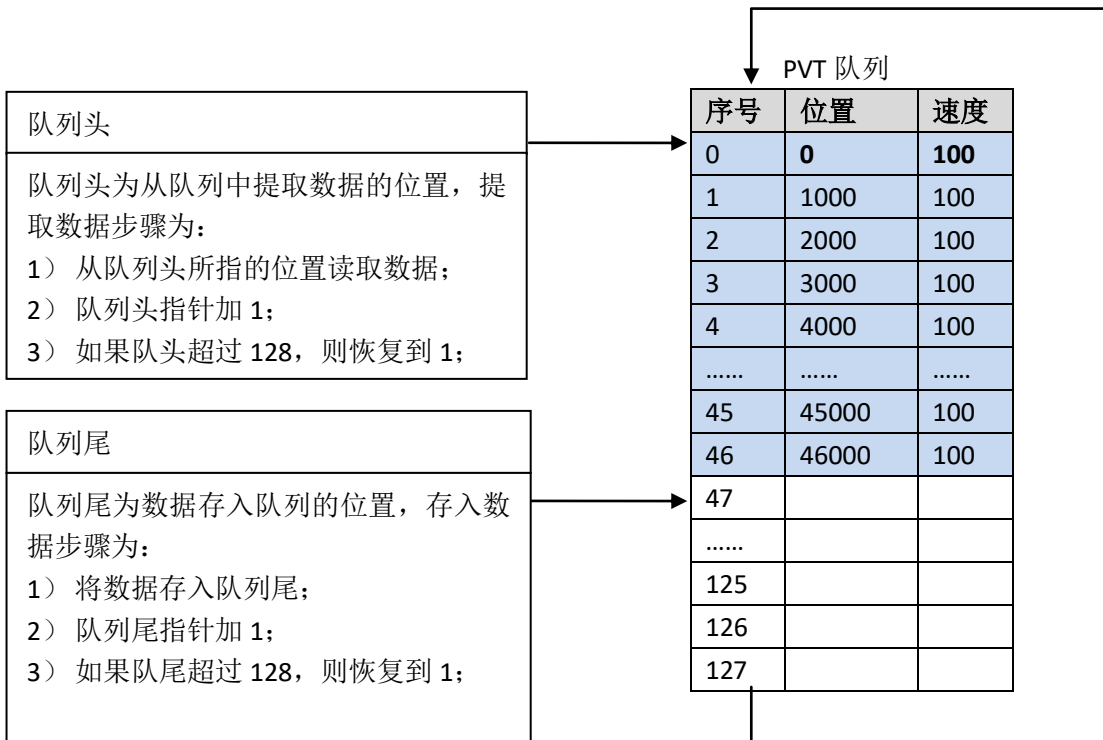 PVT 队列
队列头
队列头为从队列中提取数据的位置，提
取数据步骤为：
1） 从队列头所指的位置读取数据；
2） 队列头指针加 1；
3） 如果队头超过 128，则恢复到 1；
队列尾
队列尾为数据存入队列的位置，存入数
据步骤为：
1） 将数据存入队列尾；
2） 队列尾指针加 1；
3） 如果队尾超过 128，则恢复到 1；
序号 位置 速度
0 0 100
1 1000 100
2 2000 100
3 3000 100
4 4000 100
…… …… ……
45 45000 100
46 46000 100
47
……
125
126
127